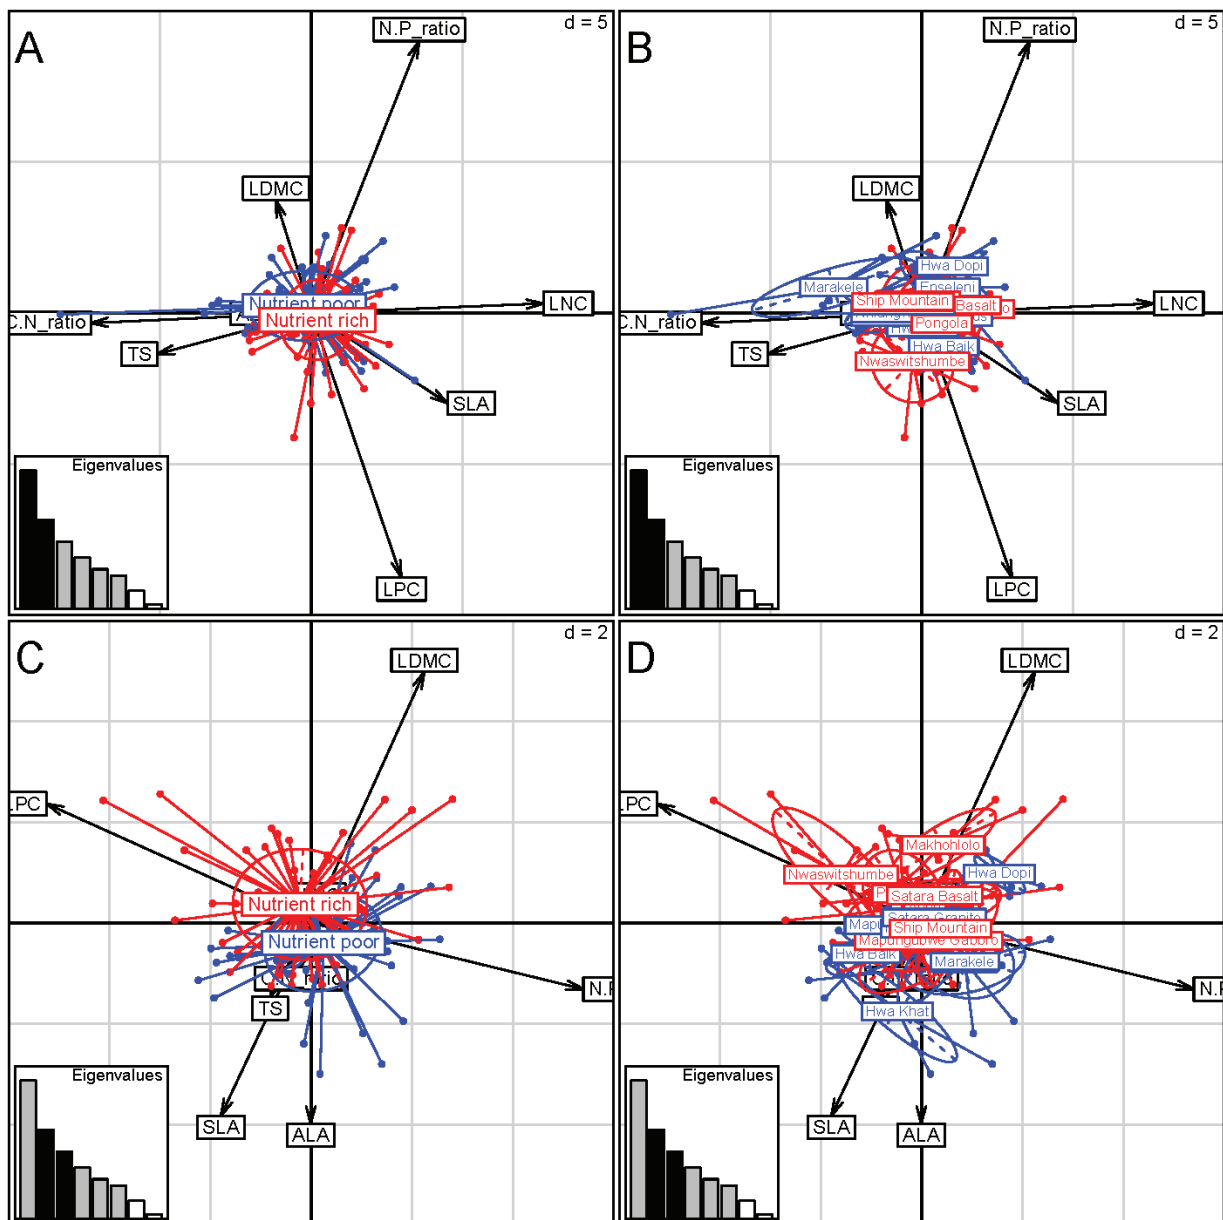 A
d = 5
N.P_ratio
LDMC
Nutrient poor
LNC
Nutrient rich
C.N_ratio
TS
SLA
Eigenvalues
LPC
B
d = 5
N.P_ratio
LDMC
Hwa Dopi
Marakele
Enseleni
Ship Mountain
Basalt
LNC
C.N_ratio
Pongola
TS
Hwa Baik
Nwaswitshumbe
SLA
Eigenvalues
LPC
C
d = 2
LDMC
LPC
Nutrient rich
Nutrient poor
TS
Eigenvalues
SLA
ALA
D
d = 2
LDMC
LPC
Makhohlolo
Nwaswitshumbe
Hwa Dopi
Satara Basalt
Satara Granite
Ship Mountain
Mapungubwe Gabbro
Hwa Baik
Marakele
Hwa Khat
Eigenvalues
SLA
ALA